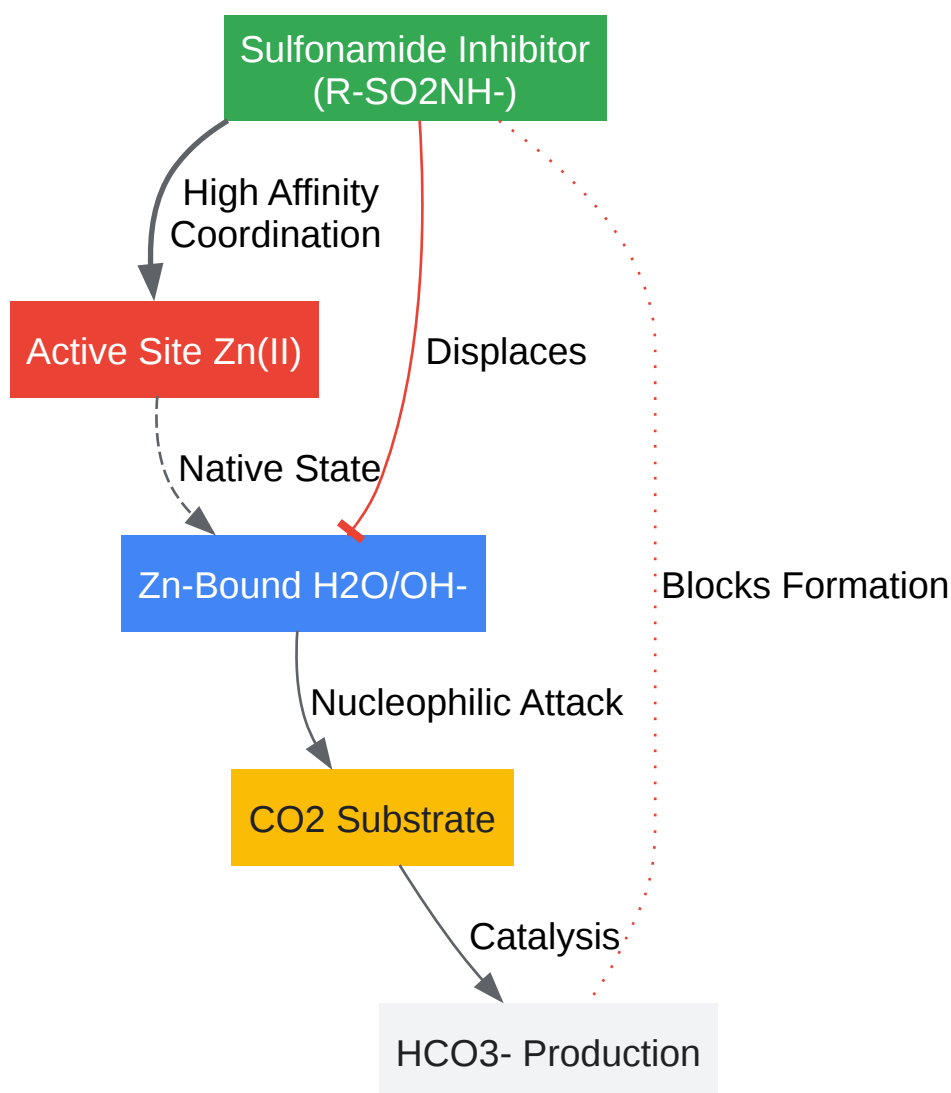 Sulfonamide Inhibitor
(R-SO2NH-)
High Affinity
Coordination
Active Site Zn(II)
Displaces
Native State
Zn-Bound H2O/OH-
Blocks Formation
Nucleophilic Attack
CO2 Substrate
Catalysis
HCO3- Production